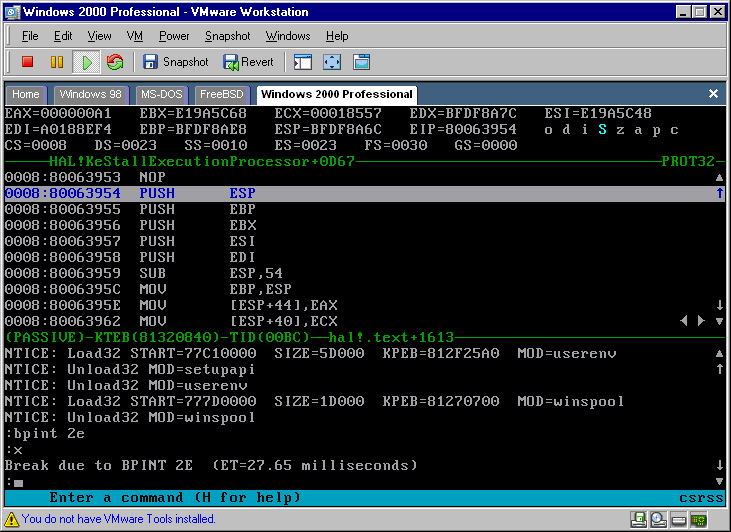 Windows 2000 Professional - VMware Workstation
File Edit View VM Power Snapshot Windows Help
Snapshot Revert
Home Windows 98 MS-DOS FreeBSD Windows 2000 Professional
EAX=000000A1 EBX=E19A5C68 ECX=00018557 EDX=BFDF8A7C ESI=E19A5C48
EDI=A0188EF4 EBP=BFDF8AE8 ESP=BFDF8A6C EIP=80063954 o d i S z a p c
CS=0008 DS=0023 SS=0010 ES=0023 FS=0030 GS=0000
HAL!KeStallExecutionProcessor+0D67 PROT32
0008:80063953 NOP
0008:80063954 PUSH ESP
0008:80063955 PUSH EBP
0008:80063956 PUSH EBX
0008:80063957 PUSH ESI
0008:80063958 PUSH EDI
0008:80063959 SUB ESP,54
0008:8006395C MOV EBP,ESP
0008:8006395E MOV [ESP+44],EAX
0008:80063962 MOV [ESP+40],ECX
(PASSIVE)-KTEB(81320840)-TID(00BC)—hal!.text+1613
NTICE: Load32 START=77C10000 SIZE=5D000 KPEB=812F25A0 MOD=userenv
NTICE: Unload32 MOD=setupapi
NTICE: Unload32 MOD=userenv
NTICE: Load32 START=777D0000 SIZE=1D000 KPEB=81270700 MOD=winspool
NTICE: Unload32 MOD=winspool
:bpint 2e
:x
Break due to BPINT 2E (ET=27.65 milliseconds)
:
Enter a command (H for help) csrss
You do not have VMware Tools installed.